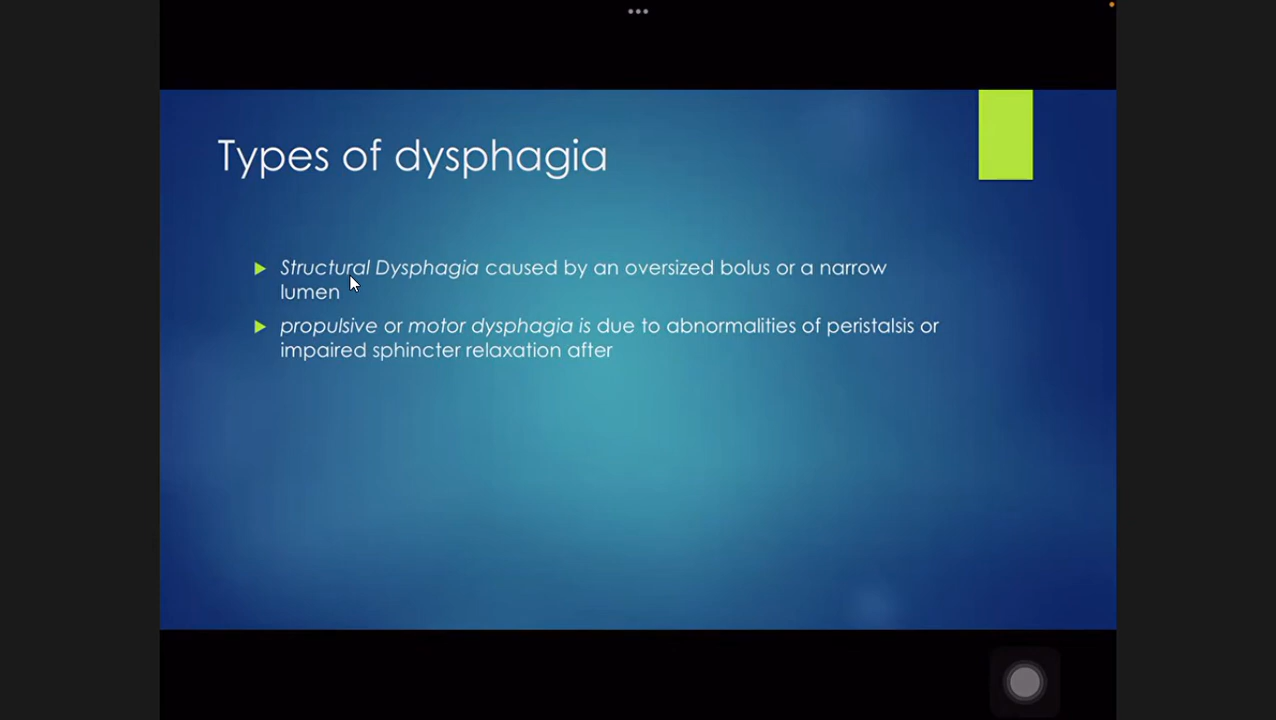 Types of dysphagia
Structural Dysphagia caused by an oversized bolus or a narrow
lumen
propulsive or motor dysphagia is due to abnormalities of peristalsis or
impaired sphincter relaxation after